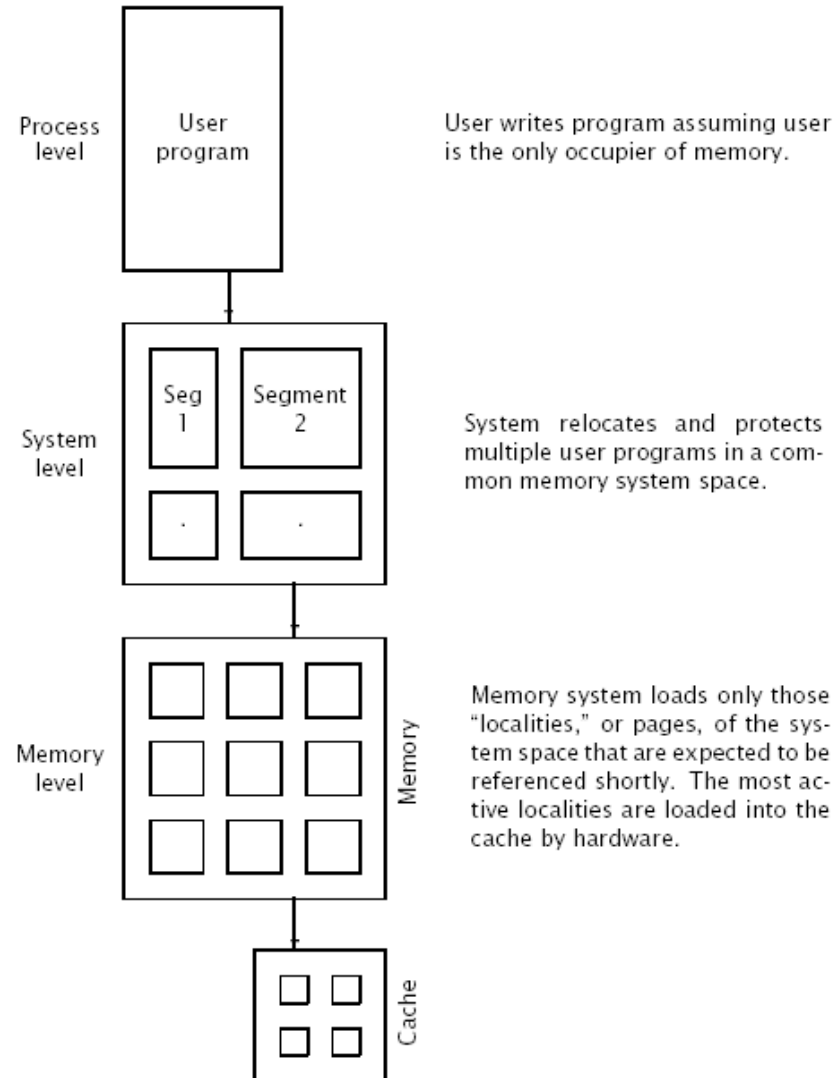 Process
level
User
program
User writes program assuming user
is the only occupier of memory.
System
level
Seg
1
Segment
2
.
.
System relocates and protects
multiple user programs in a com-
mon memory system space.
Memory
level
Memory
Memory system loads only those
“localities,” or pages, of the sys-
tem space that are expected to be
referenced shortly. The most ac-
tive localities are loaded into the
cache by hardware.
Cache